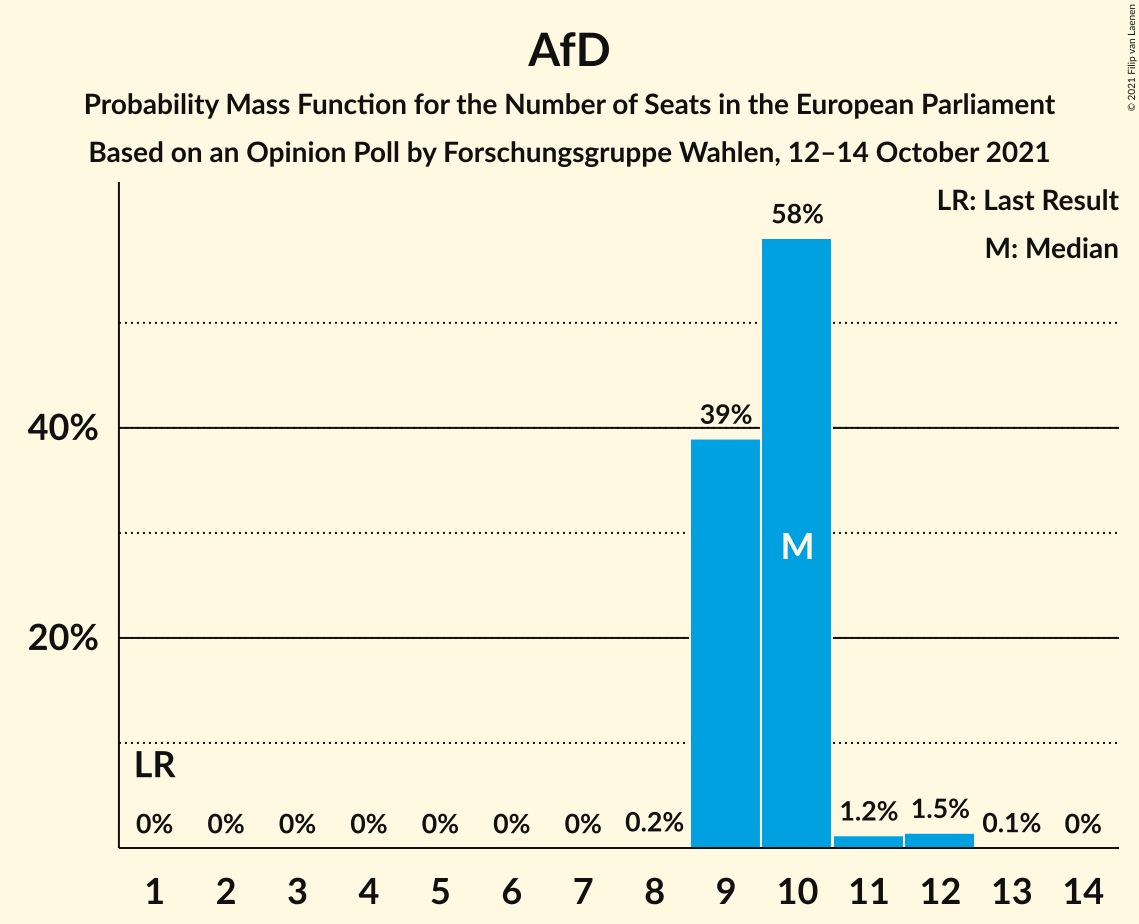 AfD
Probability Mass Function for the Number of Seats in the European Parliament
Based on an Opinion Poll by Forschungsgruppe Wahlen, 12–14 October 2021
© 2021 Filip van Laenen
LR: Last Result
M: Median
58%
40%
39%
M
20%
LR
0% 0% 0% 0% 0% 0% 0% 0.2% 1.2% 1.5% 0.1% 0%
1 2 3 4 5 6 7 8 9 10 11 12 13 14